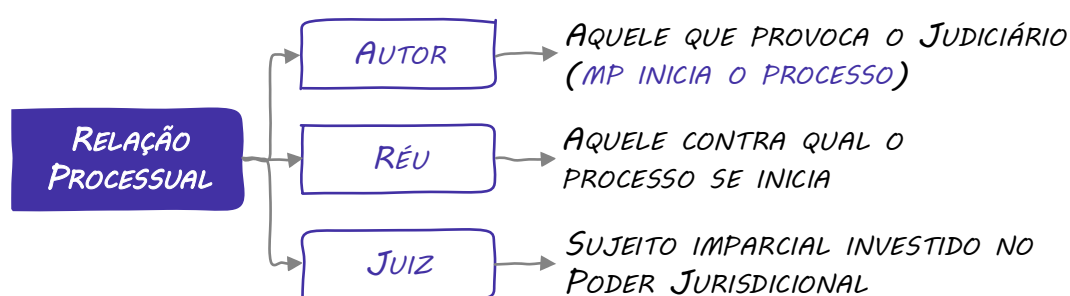 Relação
Processual
Autor
Aquele que provoca o Judiciário
(MP inicia o processo)
Réu
Aquele contra qual o
processo se inicia
Juiz
Sujeito imparcial investido no
Poder Jurisdicional